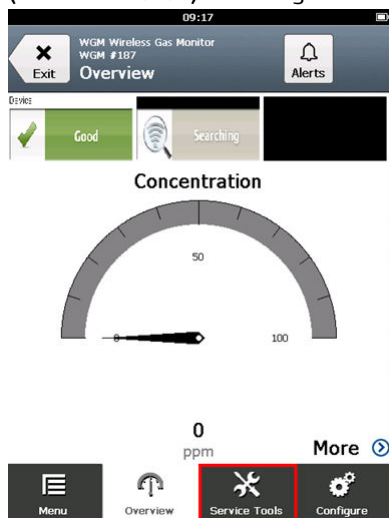 09:17
WGM Wireless Gas Monitor
WGM #187
Exit
Overview
Alerts
Device
Good
Searching
Concentration
50
0
100
0
ppm
More
Menu
Overview
Service Tools
Configure